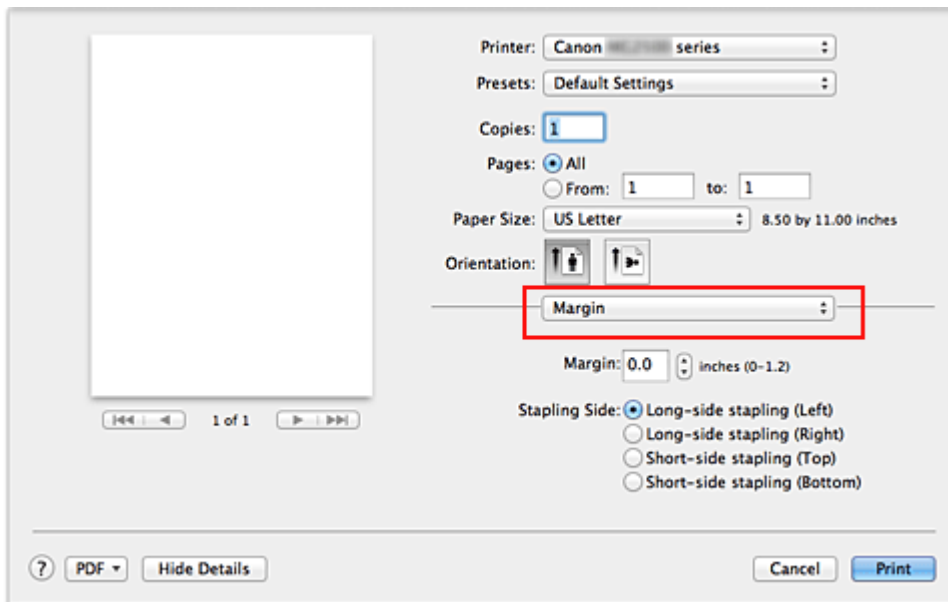 Printer: Canon series
Presets: Default Settings
Copies: 1
Pages: All
From: 1 to: 1
Paper Size: US Letter 8.50 by 11.00 inches
Orientation:
Margin
Margin: 0.0 inches (0-1.2)
Stapling Side: Long-side stapling (Left)
Long-side stapling (Right)
Short-side stapling (Top)
Short-side stapling (Bottom)
1 of 1
? PDF Hide Details Cancel Print